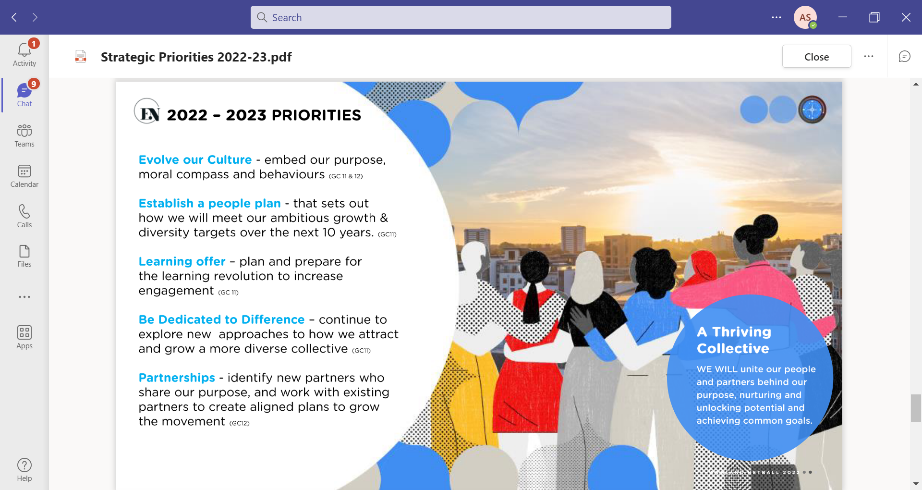 Search
AS
1
Activity
Strategic Priorities 2022-23.pdf
Close
9
Chat
Teams
Calendar
Calls
Files
Apps
Help
EN
2022 – 2023 PRIORITIES
Evolve our Culture - embed our purpose,
moral compass and behaviours (GC 11 & 12)
Establish a people plan - that sets out
how we will meet our ambitious growth &
diversity targets over the next 10 years. (GC11)
Learning offer – plan and prepare for
the learning revolution to increase
engagement (GC 11)
Be Dedicated to Difference – continue to
explore new approaches to how we attract
and grow a more diverse collective (GC11)
Partnerships - identify new partners who
share our purpose, and work with existing
partners to create aligned plans to grow
the movement (GC12)
A Thriving
Collective
WE WILL unite our people
and partners behind our
purpose, nurturing and
unlocking potential and
achieving common goals.